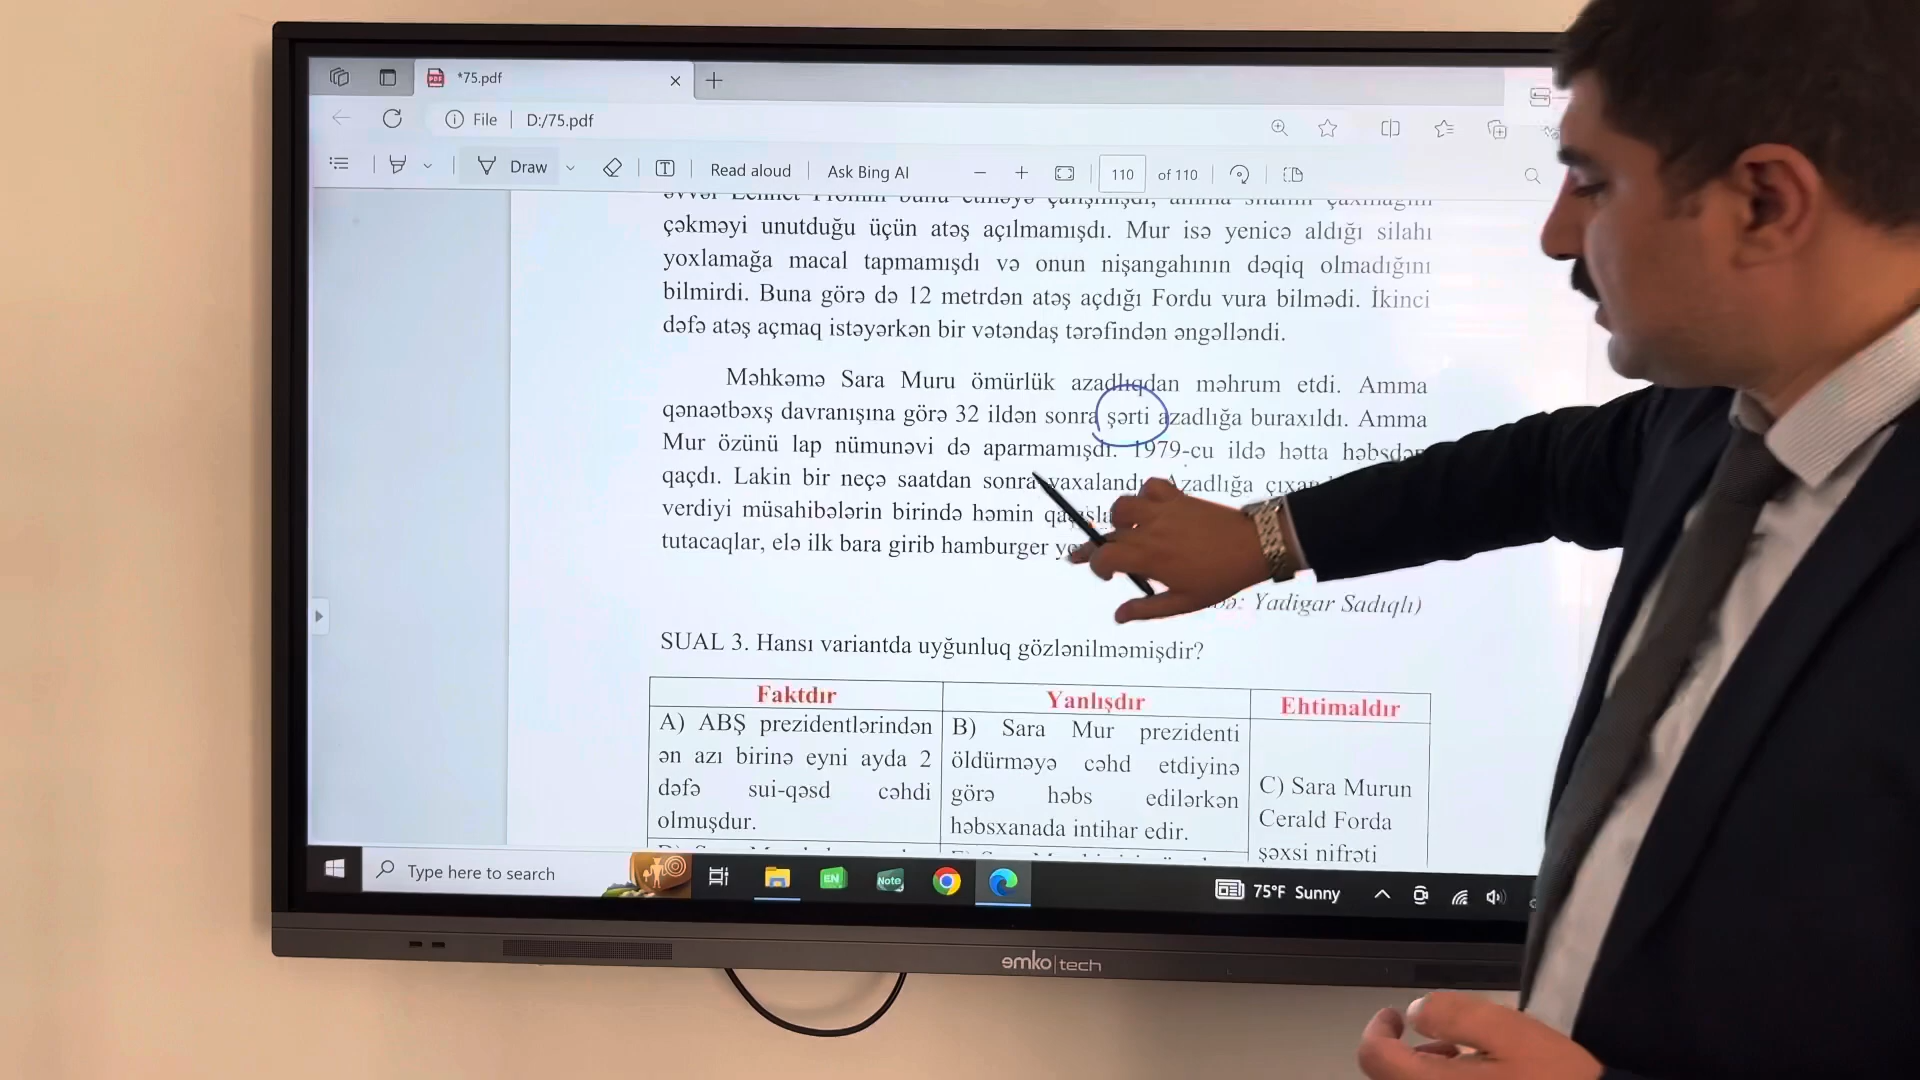 *75.pdf
File
D:/75.pdf
Draw
Read aloud
Ask Bing AI
110 of 110
çəkməyi unutduğu üçün atəş açılmamışdı. Mur isə yenicə aldığı silahı
yoxlamağa macal tapmamışdı və onun nişangahının dəqiq olmadığını
bilmirdi. Buna görə də 12 metrdən atəş açdığı Fordu vura bilmədi. İkinci
dəfə atəş açmaq istəyərkən bir vətəndaş tərəfindən əngəlləndi.
Məhkəmə Sara Muru ömürlük azadlıqdan məhrum etdi. Amma
qənaətbəxş davranışına görə 32 ildən sonra şərti azadlığa buraxıldı. Amma
Mur özünü lap nümunəvi də aparmamışdı. 1979-cu ildə hətta həbsdən
qaçdı. Lakin bir neçə saatdan sonra yaxalandı. Azadlığa
verdiyi müsahibələrin birində həmin
tutacaqlar, elə ilk bara girib hamburger
Yadigar Sadıqlı)
SUAL 3. Hansı variantda uyğunluq gözlənilməmişdir?
Faktdır
Yanlışdır
Ehtimaldır
A) ABŞ prezidentlərindən
ən azı birinə eyni ayda 2
dəfə sui-qəsd cəhdi
olmuşdur.
B) Sara Mur prezidenti
öldürməyə cəhd etdiyinə
görə həbs edilərkən
həbsxanada intihar edir.
C) Sara Murun
Cerald Forda
şəxsi nifrəti
Type here to search
EN
Note
75°F Sunny
emko|tech